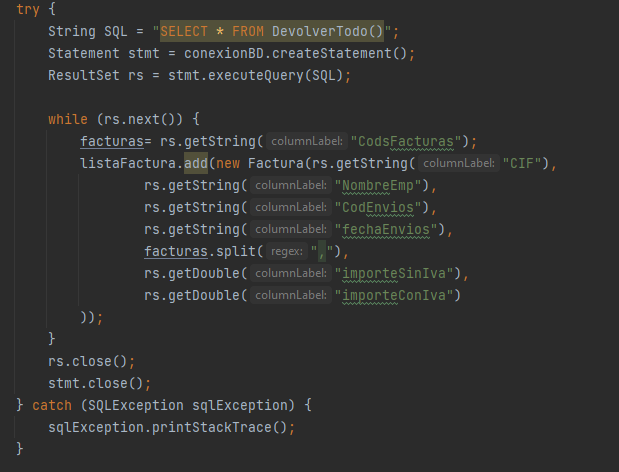 try {
String SQL = "SELECT * FROM DevolverTodo()";
Statement stmt = conexionBD.createStatement();
ResultSet rs = stmt.executeQuery(SQL);
while (rs.next()) {
facturas= rs.getString( columnLabel: "CodsFacturas");
listaFactura.add(new Factura(rs.getString( columnLabel: "CIF"),
rs.getString( columnLabel: "NombreEmp"),
rs.getString( columnLabel: "CodEnvios"),
rs.getString( columnLabel: "fechaEnvios"),
facturas.split( regex: ","),
rs.getDouble( columnLabel: "importeSinIva"),
rs.getDouble( columnLabel: "importeConIva")
));
}
rs.close();
stmt.close();
} catch (SQLException sqlException) {
sqlException.printStackTrace();
}